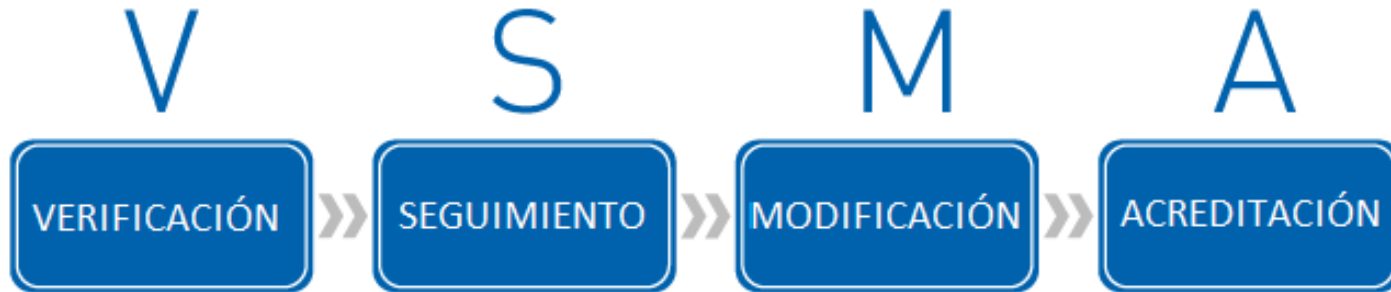 V S M A
VERIFICACIÓN SEGUIMIENTO MODIFICACIÓN ACREDITACIÓN